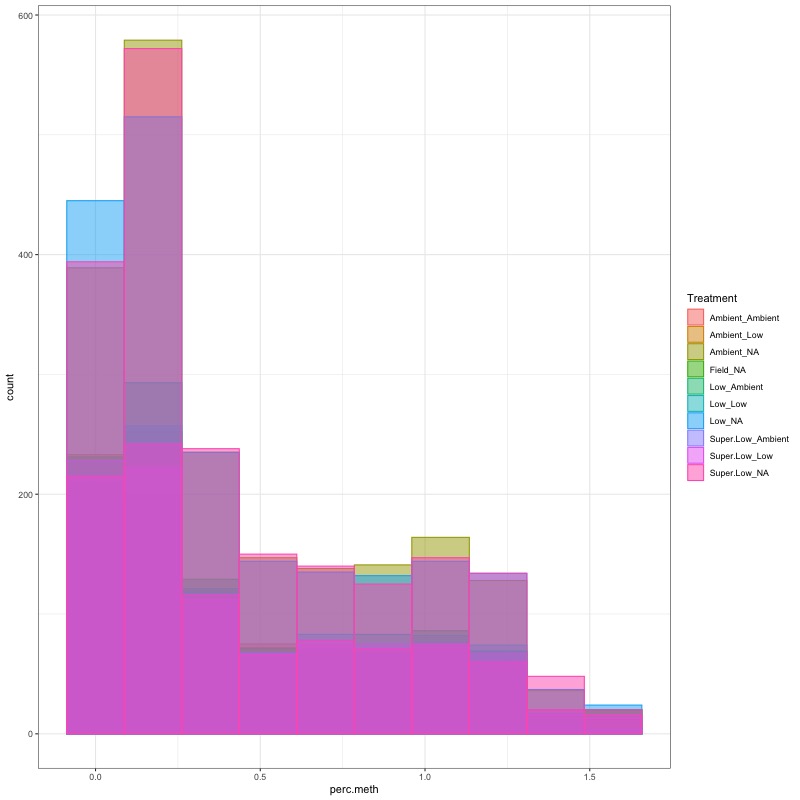 600
400
200
0
count
0.0 0.5 1.0 1.5
perc.meth
Treatment
Ambient_Ambient
Ambient_Low
Ambient_NA
Field_NA
Low_Ambient
Low_Low
Low_NA
Super.Low_Ambient
Super.Low_Low
Super.Low_NA